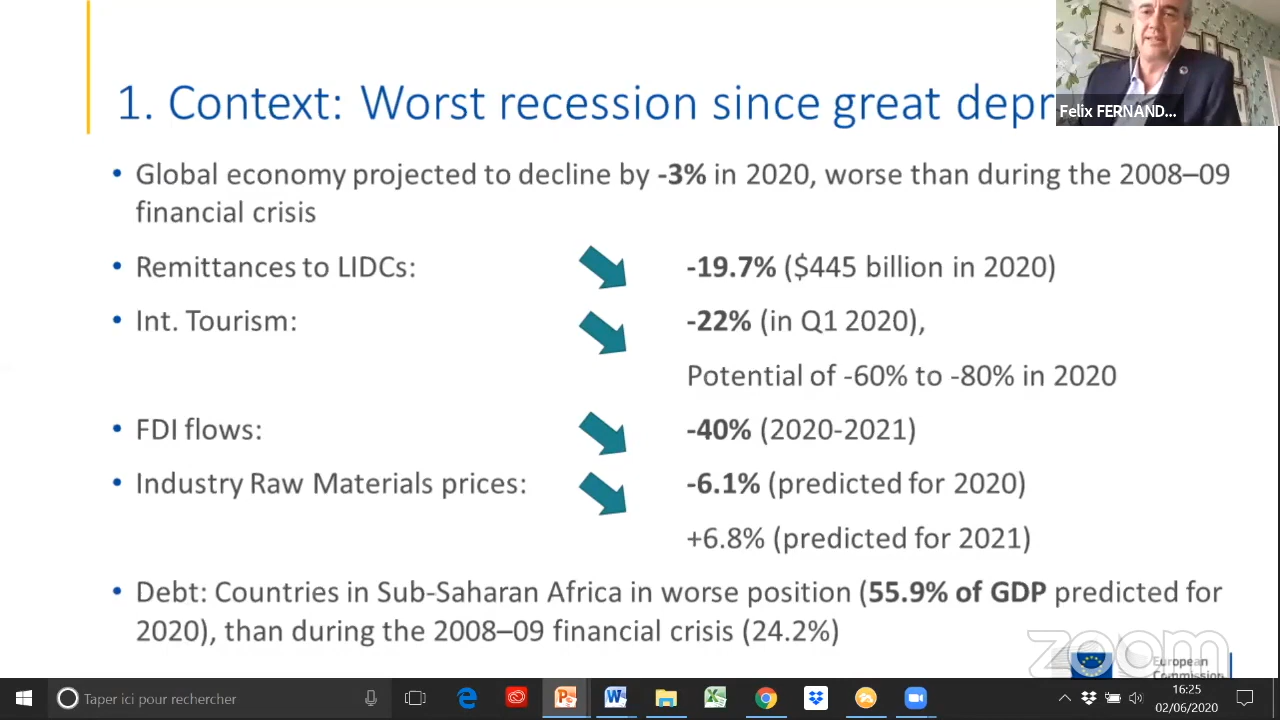 1. Context: Worst recession since great depr
Felix FERNAND...
• Global economy projected to decline by -3% in 2020, worse than during the 2008–09
financial crisis
• Remittances to LIDCs: -19.7% ($445 billion in 2020)
• Int. Tourism: -22% (in Q1 2020),
Potential of -60% to -80% in 2020
• FDI flows: -40% (2020-2021)
• Industry Raw Materials prices: -6.1% (predicted for 2020)
+6.8% (predicted for 2021)
• Debt: Countries in Sub-Saharan Africa in worse position (55.9% of GDP predicted for
2020), than during the 2008–09 financial crisis (24.2%)
zoom
European
Commission
Taper ici pour rechercher
16:25
02/06/2020